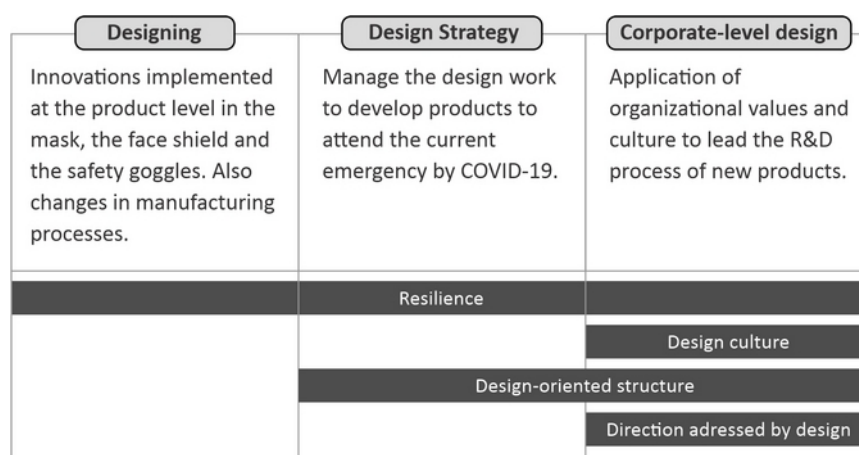 Designing
Innovations implemented
at the product level in the
mask, the face shield and
the safety goggles. Also
changes in manufacturing
processes.
Design Strategy
Manage the design work
to develop products to
attend the current
emergency by COVID-19.
Corporate-level design
Application of
organizational values and
culture to lead the R&D
process of new products.
Resilience
Design culture
Design-oriented structure
Direction adressed by design